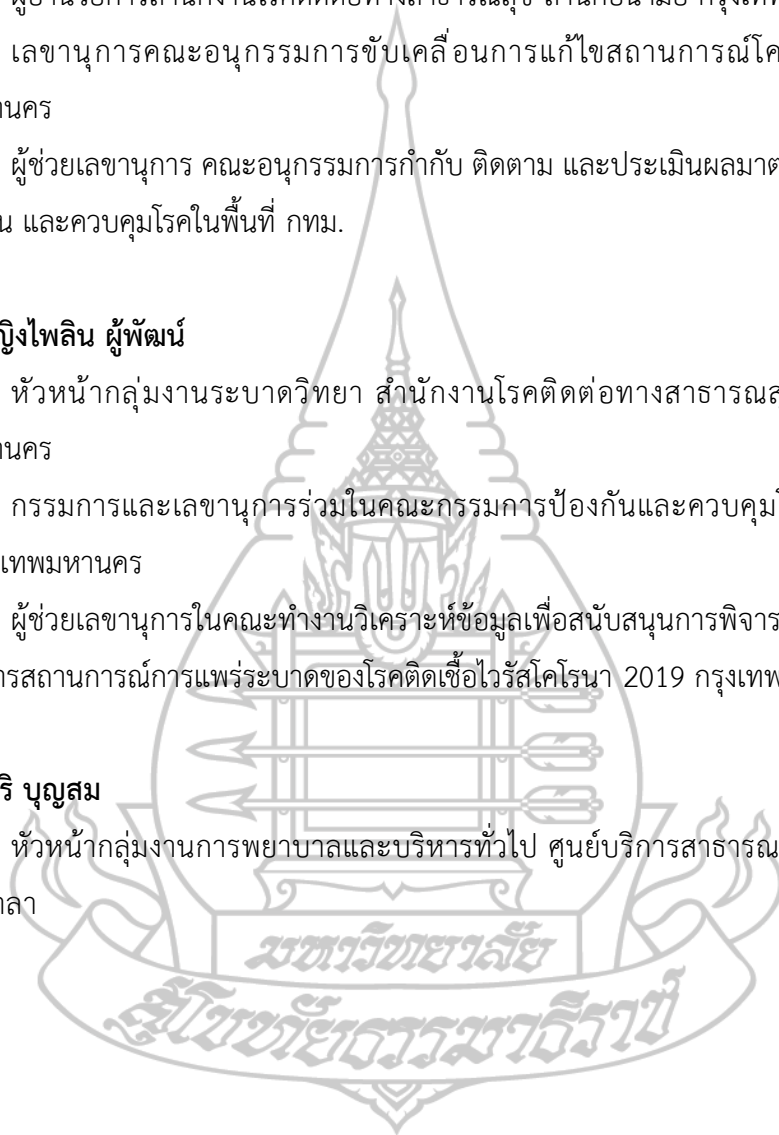 เลขานุการคณะอนุกรรมการขับเคลื่อนการแก้ไขสถานการณ์โค
านคร
ผู้ช่วยเลขานุการ คณะอนุกรรมการกำกับ ติดตาม และประเมินผลมาต
น และควบคุมโรคในพื้นที่ กทม.
ญิงไพลิน ผู้พัฒน์
หัวหน้ากลุ่มงานระบาดวิทยา สำนักงานโรคติดต่อทางสาธารณส
านคร
กรรมการและเลขานุการร่วมในคณะกรรมการป้องกันและควบคุมโ
เทพมหานคร
ผู้ช่วยเลขานุการในคณะทำงานวิเคราะห์ข้อมูลเพื่อสนับสนุนการพิจาร
ารสถานการณ์การแพร่ระบาดของโรคติดเชื้อไวรัสโคโรนา 2019 กรุงเทพ
ริ บุญสม
หัวหน้ากลุ่มงานการพยาบาลและบริหารทั่วไป ศูนย์บริการสาธารณ
าลา
มหาวิทยาลัย
สุโขทัยธรรมาธิราช